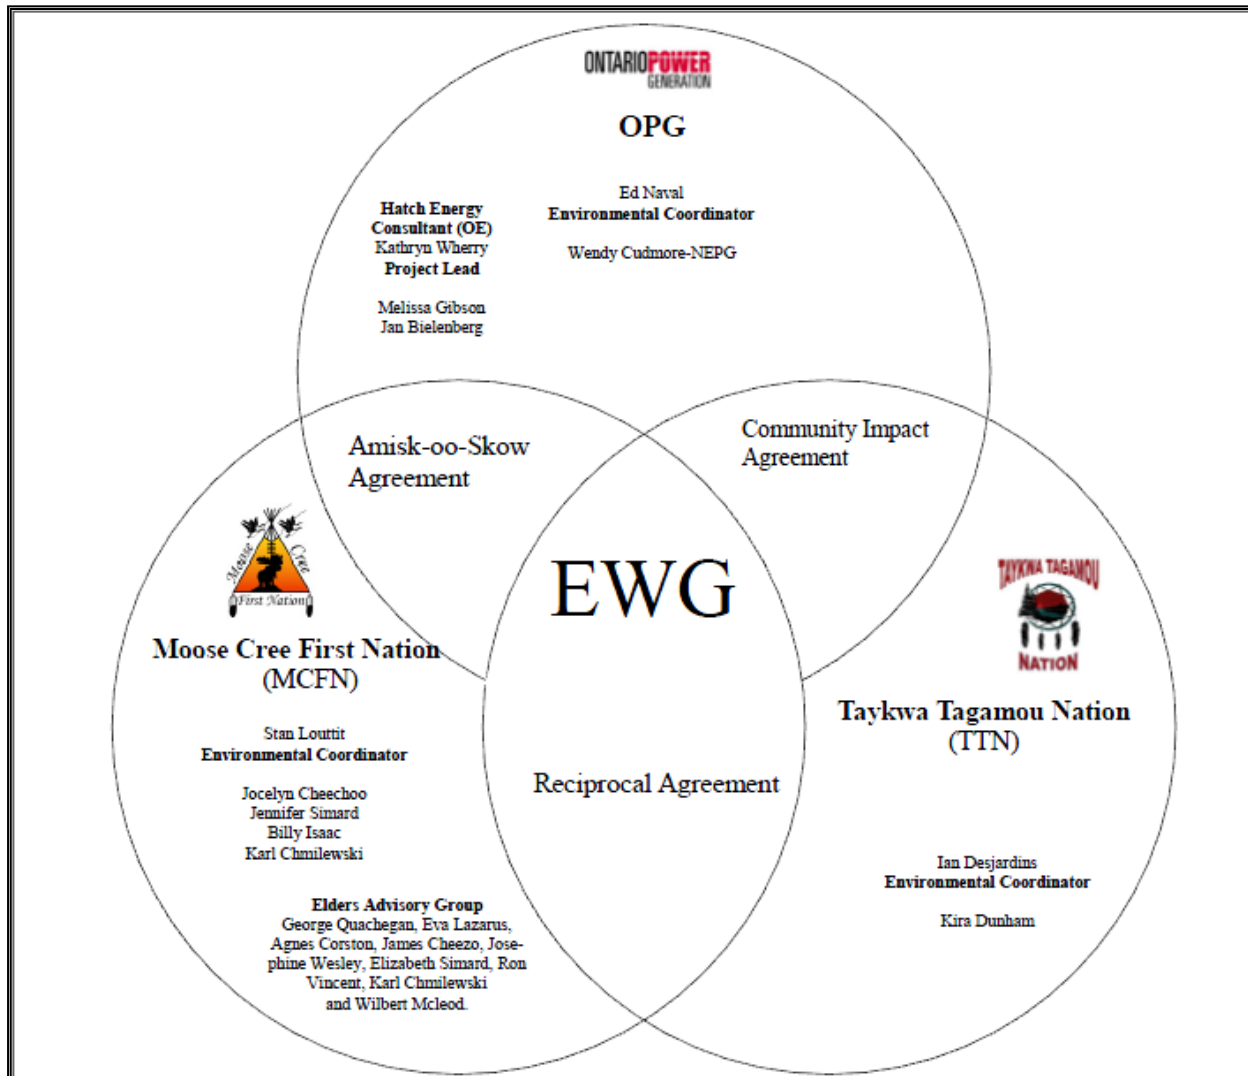 ONTARIOPOWER
GENERATION
OPG
Ed Naval
Environmental Coordinator
Wendy Cudmore-NEPG
Hatch Energy
Consultant (OE)
Kathryn Wherry
Project Lead
Melissa Gibson
Jan Bielenberg
Amisk-oo-Skow
Agreement
Community Impact
Agreement
EWG
Reciprocal Agreement
Moose Cree
First Nation
Moose Cree First Nation
(MCFN)
Stan Louttit
Environmental Coordinator
Jocelyn Cheechoo
Jennifer Simard
Billy Isaac
Karl Chmilewski
Elders Advisory Group
George Quachegan, Eva Lazarus,
Agnes Corston, James Cheezo, Jose-
phine Wesley, Elizabeth Simard, Ron
Vincent, Karl Chmilewski
and Wilbert Mcleod.
TAYKWA TAGAMOU
NATION
Taykwa Tagamou Nation
(TTN)
Ian Desjardins
Environmental Coordinator
Kira Dunham